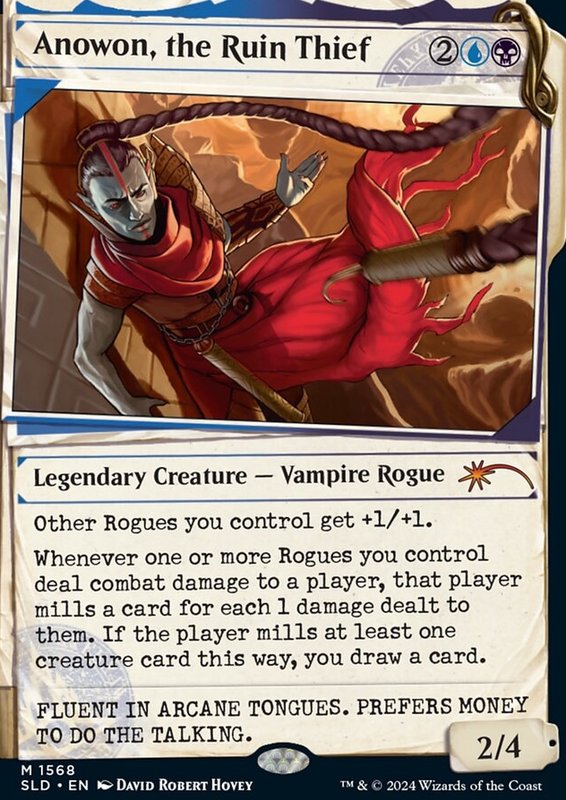 Anowon, the Ruin Thief 2
Legendary Creature — Vampire Rogue
Other Rogues you control get +1/+1.
Whenever one or more Rogues you control
deal combat damage to a player, that player
mills a card for each 1 damage dealt to
them. If the player mills at least one
creature card this way, you draw a card.
FLUENT IN ARCANE TONGUES. PREFERS MONEY
TO DO THE TALKING.
2/4
M 1568
SLD • EN DAVID ROBERT HOVEY
™ & © 2024 Wizards of the Coast